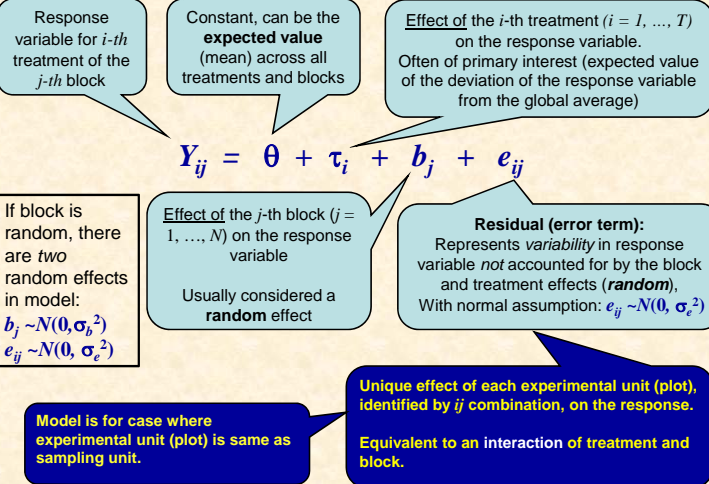 Response
variable for i-th
treatment of the
j-th block
Constant, can be the
expected value
(mean) across all
treatments and blocks
Effect of the i-th treatment (i = 1, ..., T)
on the response variable.
Often of primary interest (expected value
of the deviation of the response variable
from the global average)
Yij = θ + τi + bj + eij
If block is
random, there
are two
random effects
in model:
bj ~N(0,σb²)
eij ~N(0, σe²)
Effect of the j-th block (j =
1, …, N) on the response
variable
Usually considered a
random effect
Residual (error term):
Represents variability in response
variable not accounted for by the block
and treatment effects (random),
With normal assumption: eij ~N(0, σe²)
Model is for case where
experimental unit (plot) is same as
sampling unit.
Unique effect of each experimental unit (plot),
identified by ij combination, on the response.
Equivalent to an interaction of treatment and
block.